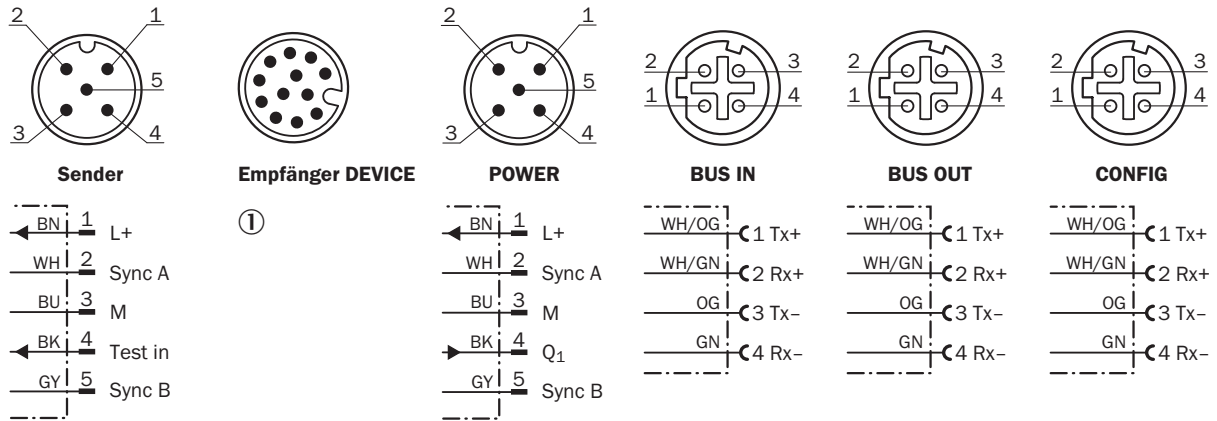 2 1
5
3 4
Sender
BN 1 L+
WH 2 Sync A
BU 3 M
BK 4 Test in
GY 5 Sync B
Empfänger DEVICE
①
2 1
5
3 4
POWER
BN 1 L+
WH 2 Sync A
BU 3 M
BK 4 Q1
GY 5 Sync B
2 3
1 4
BUS IN
WH/OG 1 Tx+
WH/GN 2 Rx+
OG 3 Tx–
GN 4 Rx–
2 3
1 4
BUS OUT
WH/OG 1 Tx+
WH/GN 2 Rx+
OG 3 Tx–
GN 4 Rx–
2 3
1 4
CONFIG
WH/OG 1 Tx+
WH/GN 2 Rx+
OG 3 Tx–
GN 4 Rx–